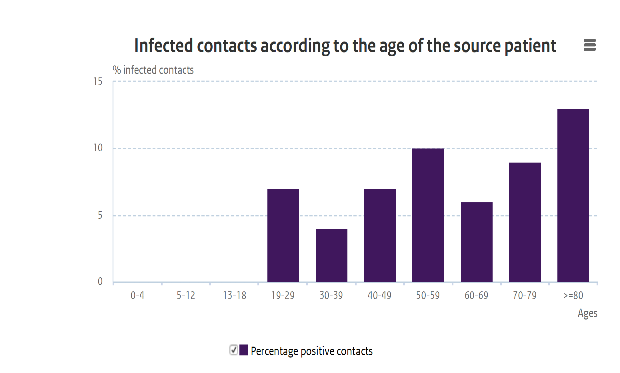 Infected contacts according to the age of the source patient
% infected contacts
15
10
5
0
0-4 5-12 13-18 19-29 30-39 40-49 50-59 60-69 70-79 >=80
Ages
Percentage positive contacts